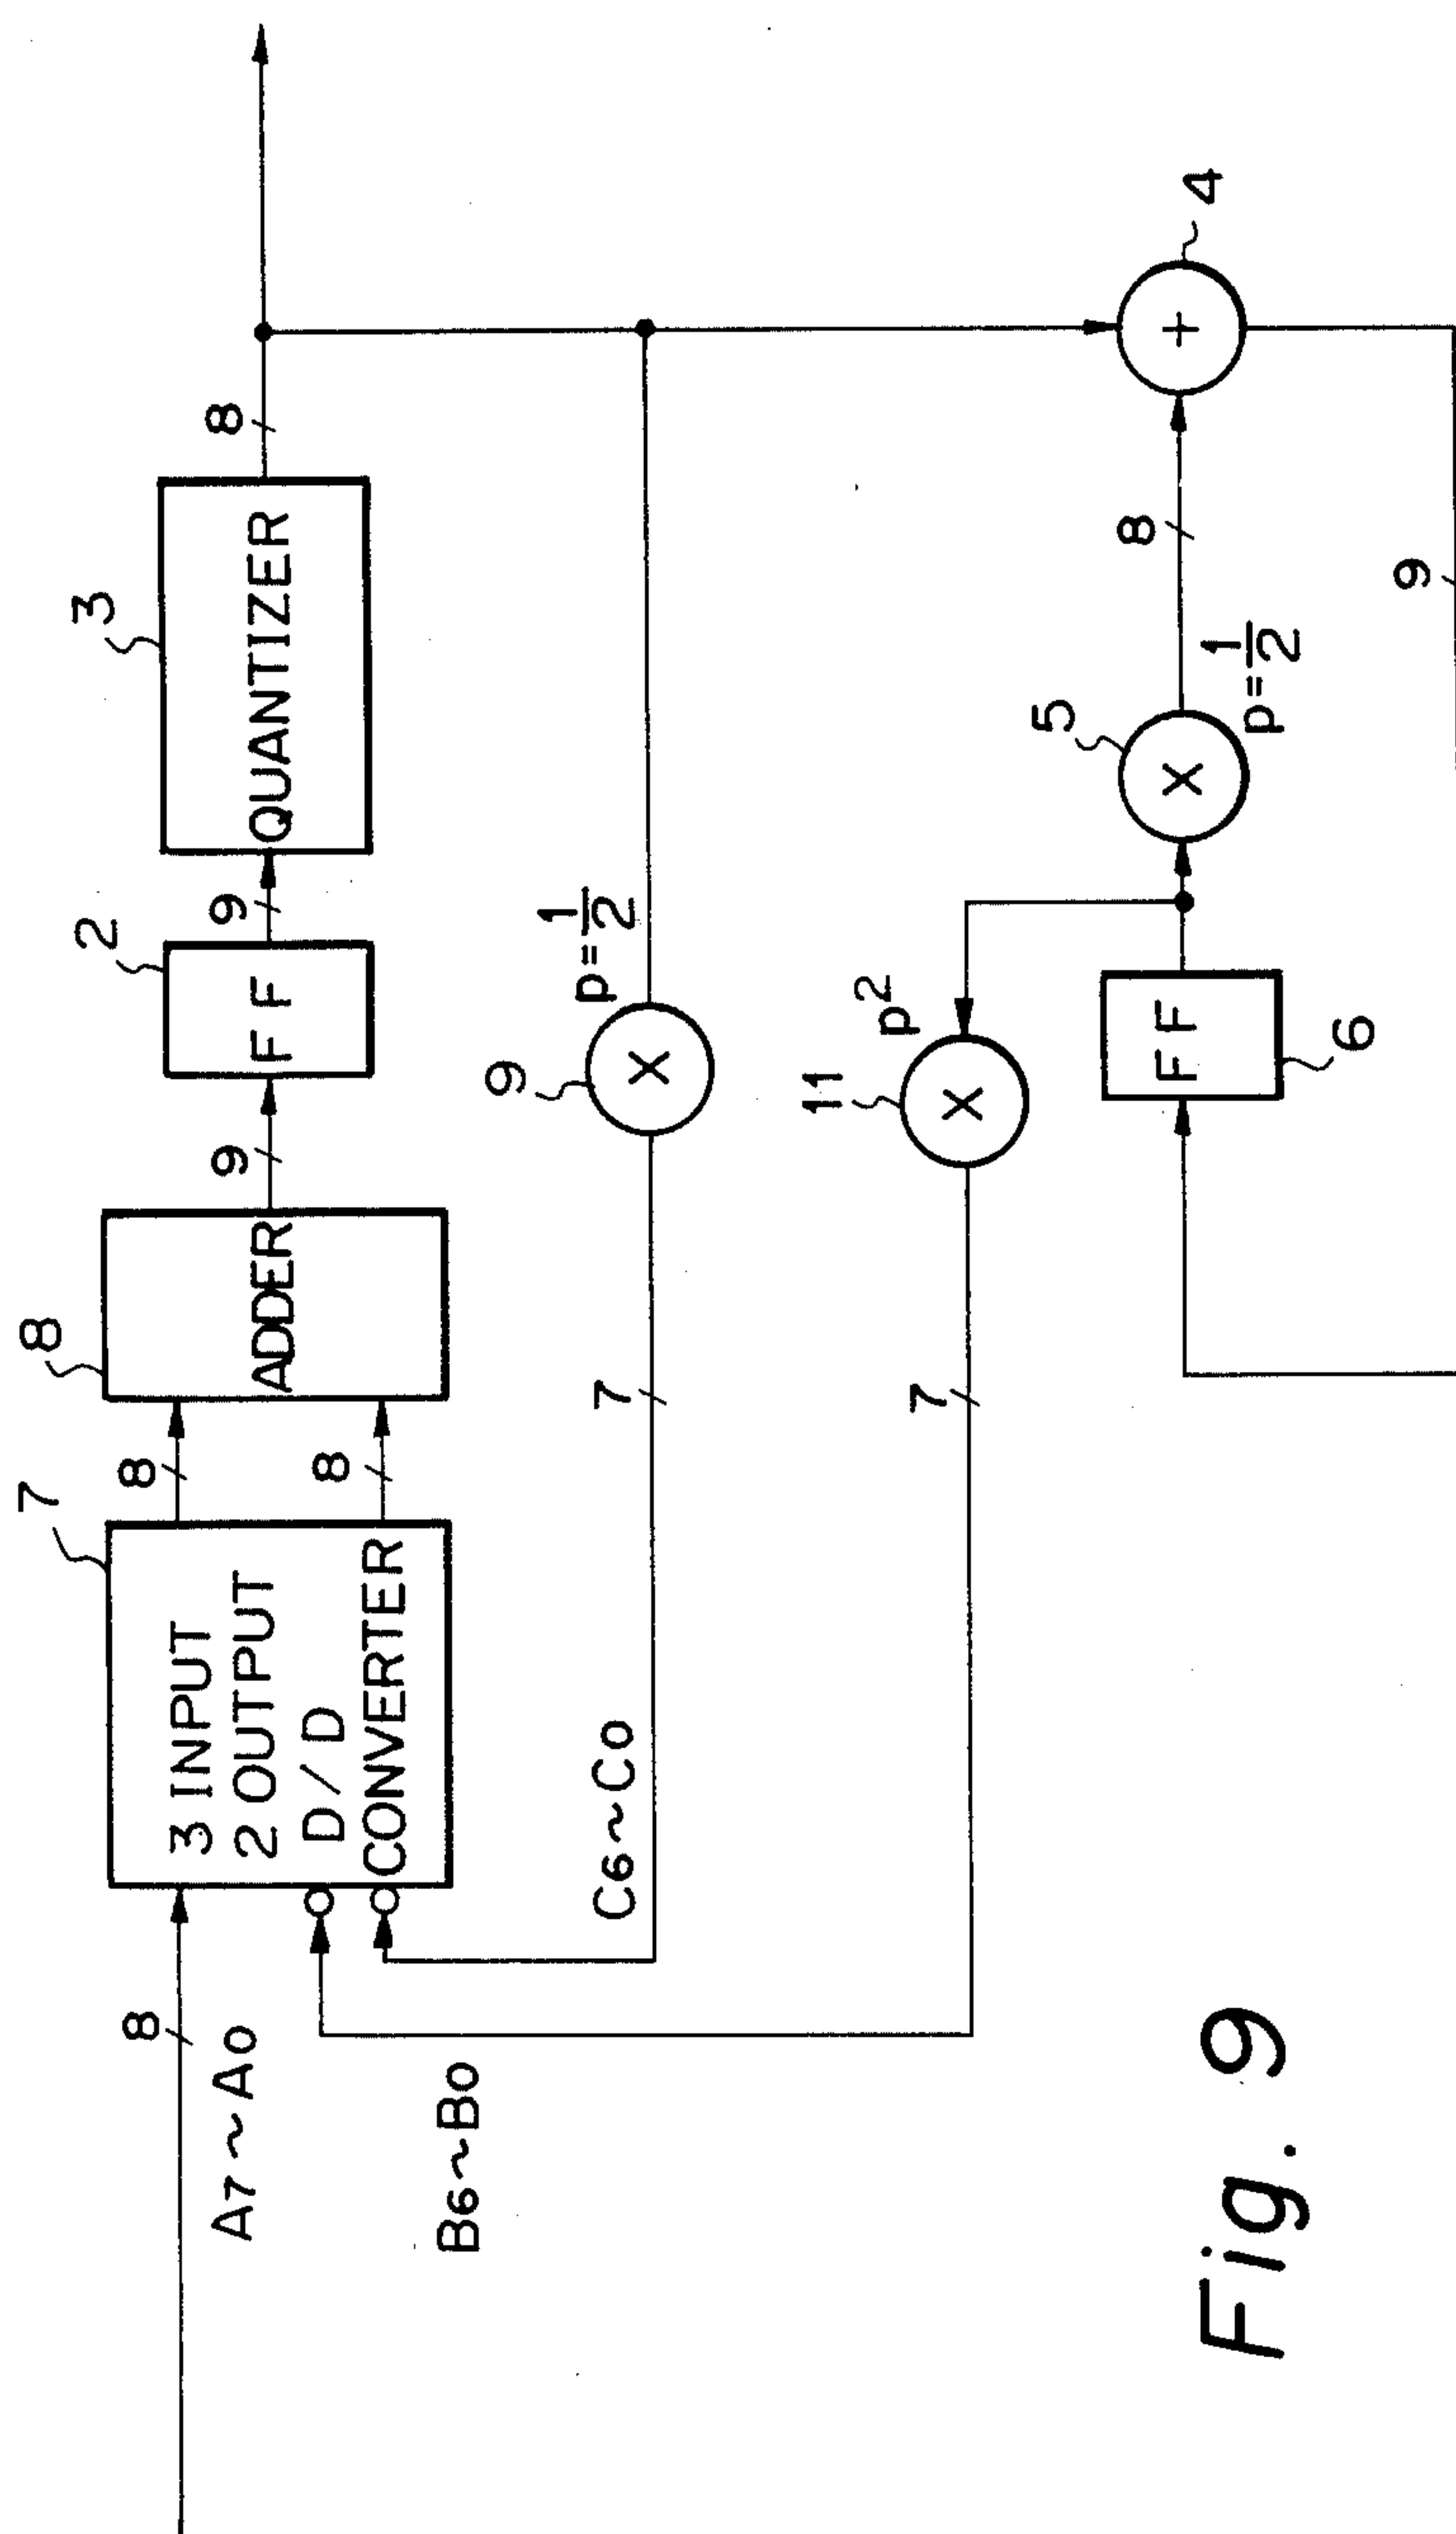 8
A7~A0
B6~B0
7
3 INPUT
2 OUTPUT
D/D
CONVERTER
8
8
8
ADDER
9
2
FF
9
3
QUANTIZER
8
C6~C0
7
9
X
p=1/2
7
11
X
p²
FF
6
5
X
p=1/2
8
+
4
9
Fig. 9